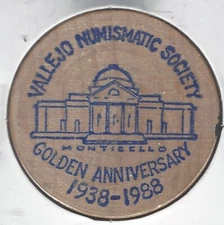 VALLEJO NUMISMATIC SOCIETY
MONTICELLO
GOLDEN ANNIVERSARY
1938-1988